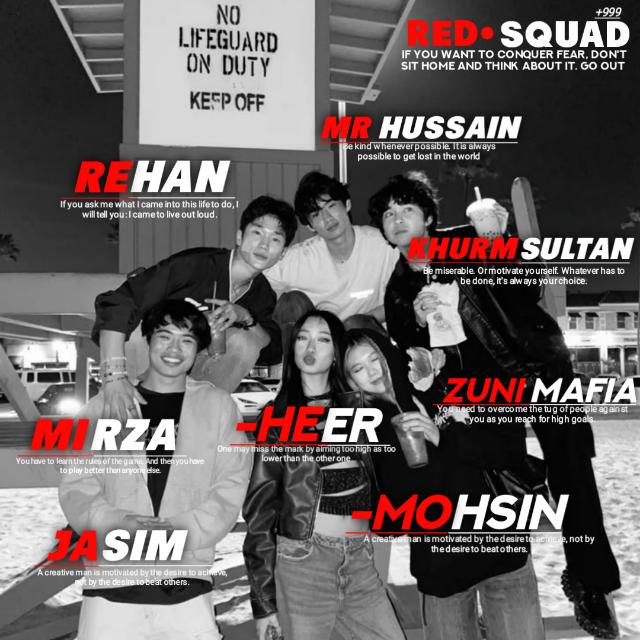 NO
LIFEGUARD
ON DUTY
KEEP OFF
+999
RED•SQUAD
IF YOU WANT TO CONQUER FEAR, DON'T
SIT HOME AND THINK ABOUT IT. GO OUT
MR HUSSAIN
Be kind whenever possible. It is always
possible to get lost in the world
REHAN
If you ask me what I came into this life to do, I
will tell you: I came to live out loud.
KHURM SULTAN
Be miserable. Or motivate yourself. Whatever has to
be done, it's always your choice.
ZUNI MAFIA
You need to overcome the tug of people against
you as you reach for high goals
MIRZA
You have to learn the rules of the game. And then you have
to play better than anyone else.
-HEER
One may miss the mark by aiming too high as too
lower than the other one
-MOHSIN
A creative man is motivated by the desire to achieve, not by
the desire to beat others.
JASIM
A creative man is motivated by the desire to achieve,
not by the desire to beat others.